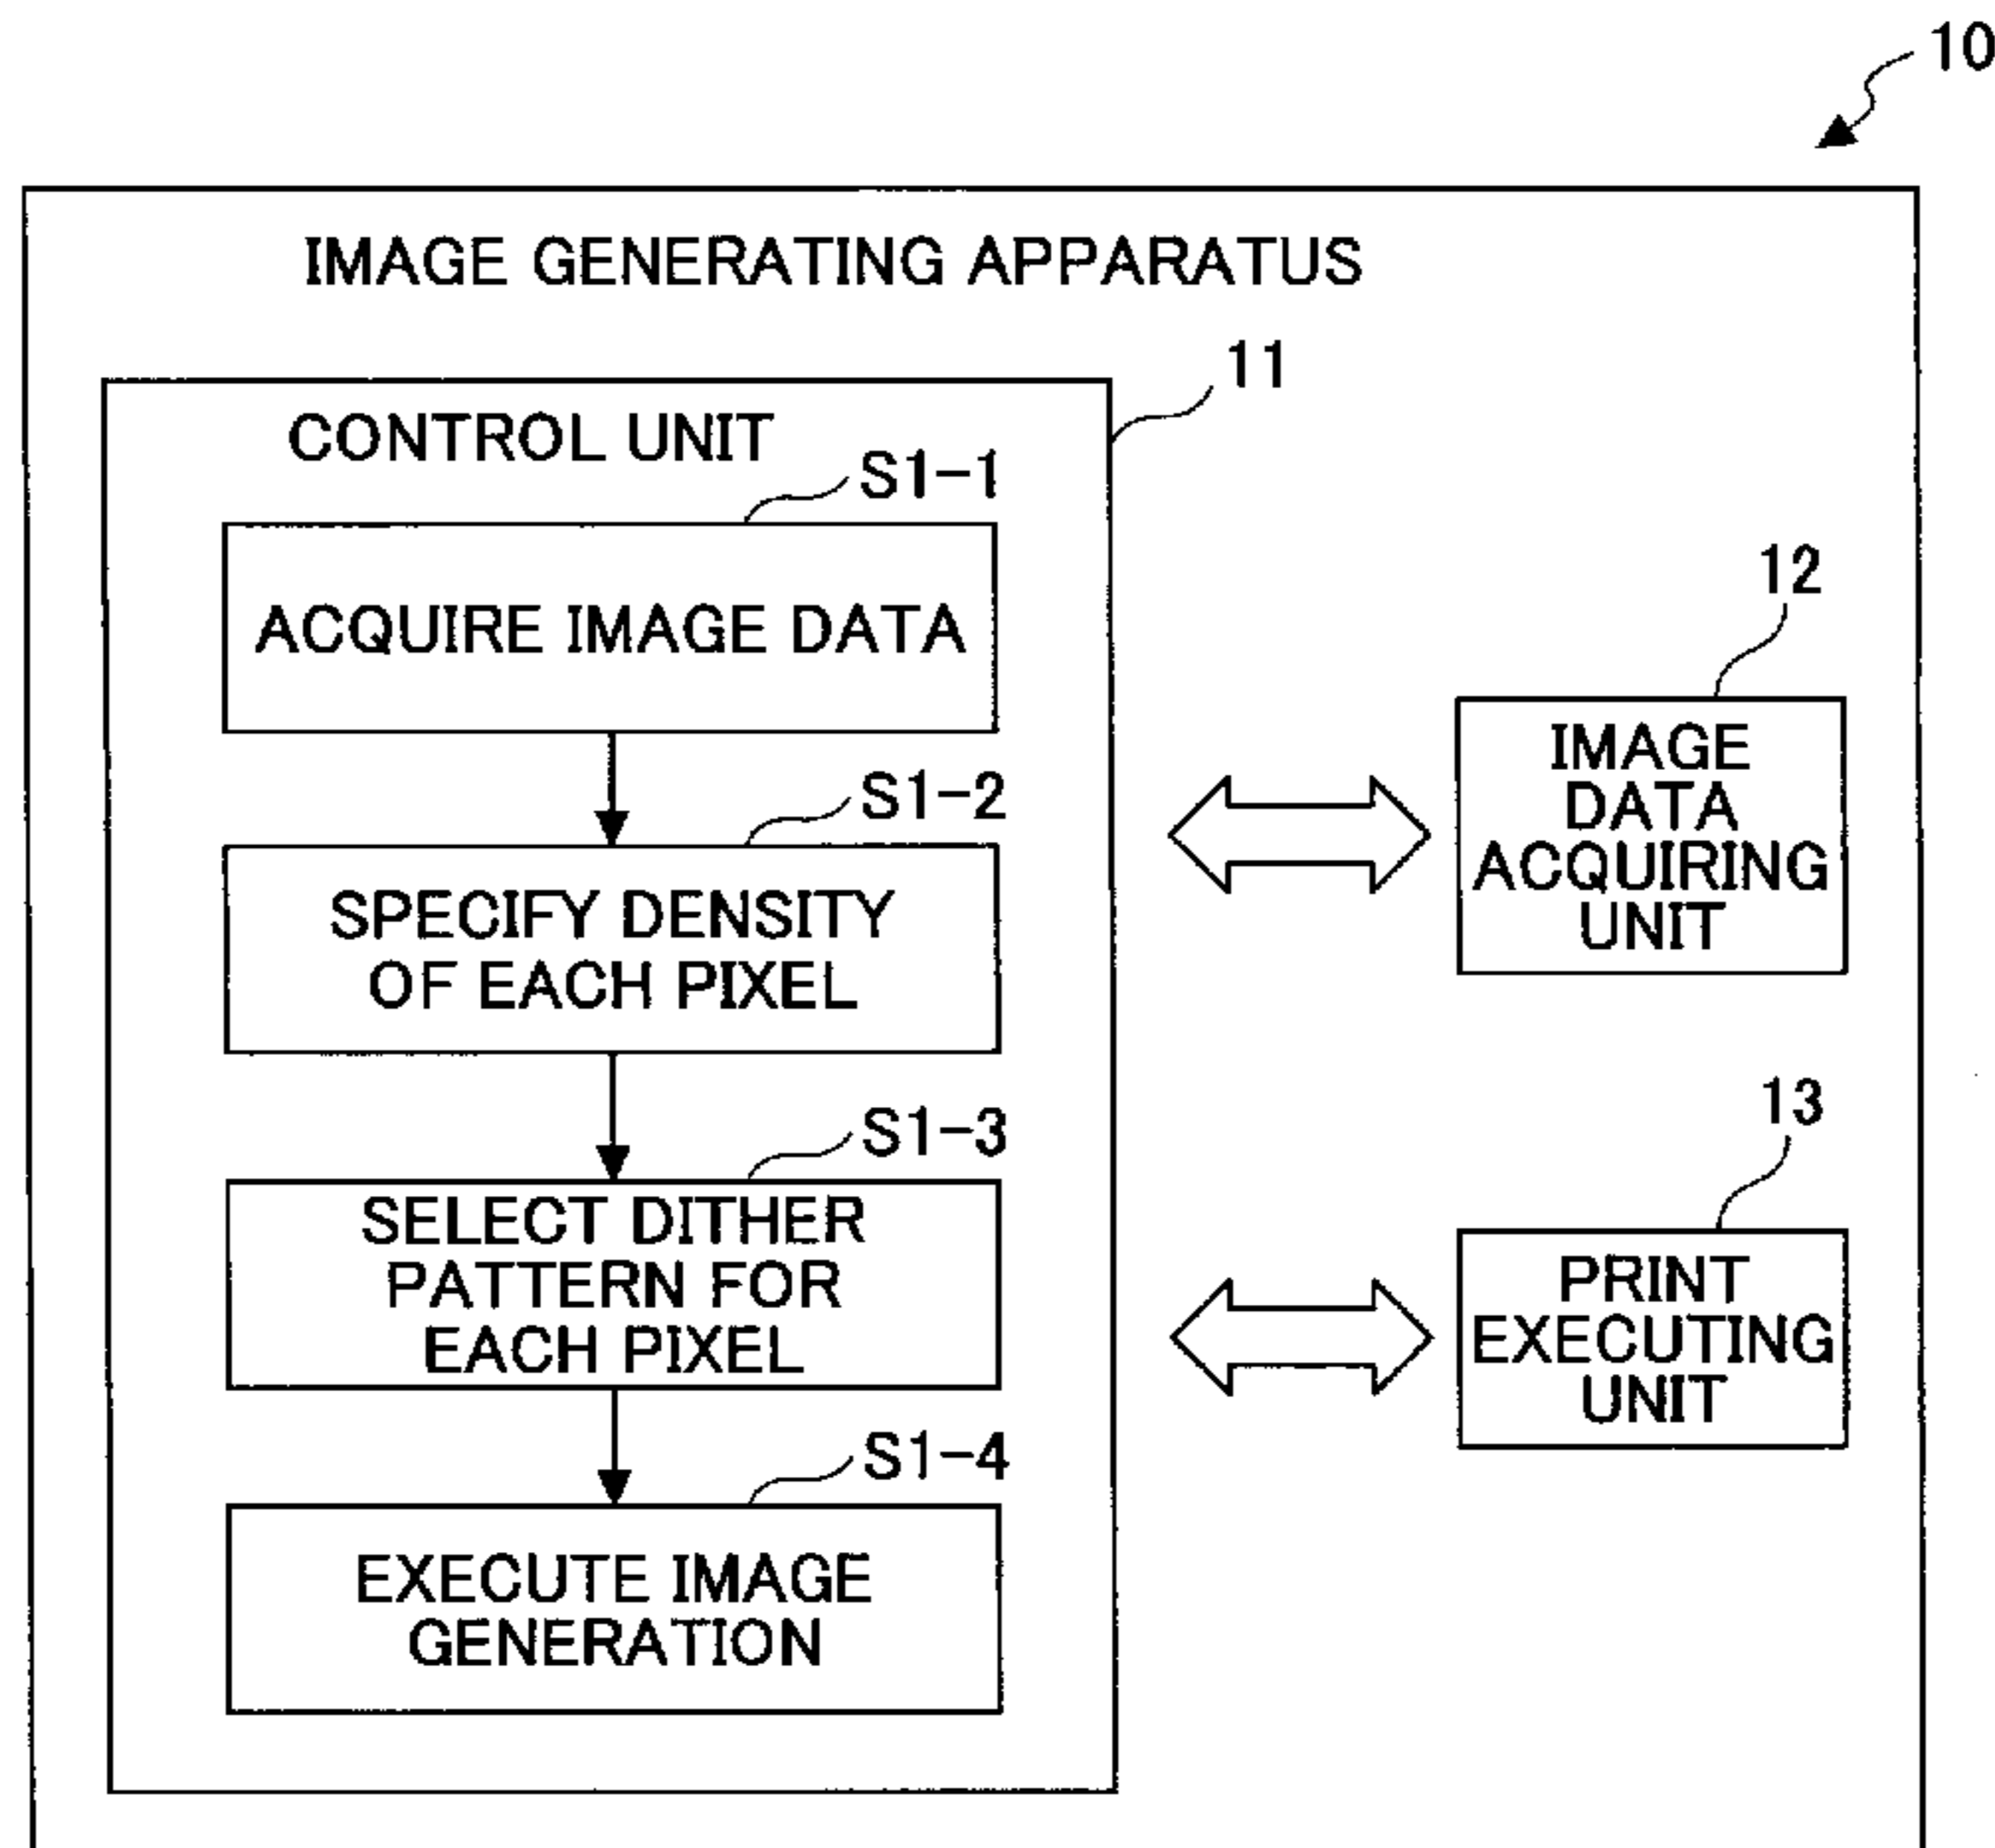 10
IMAGE GENERATING APPARATUS
11
CONTROL UNIT
S1-1
ACQUIRE IMAGE DATA
S1-2
SPECIFY DENSITY
OF EACH PIXEL
S1-3
SELECT DITHER
PATTERN FOR
EACH PIXEL
S1-4
EXECUTE IMAGE
GENERATION
12
IMAGE
DATA
ACQUIRING
UNIT
13
PRINT
EXECUTING
UNIT